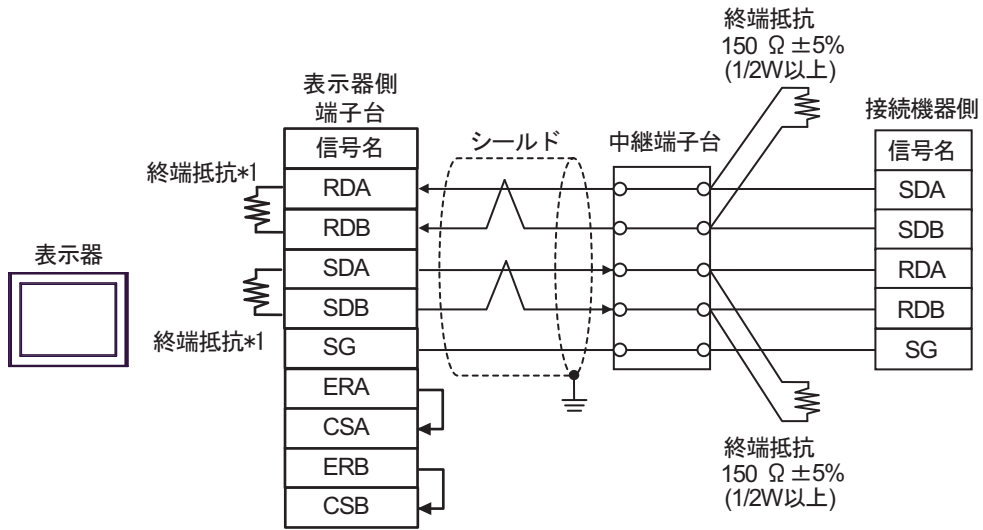 終端抵抗
150 Ω ±5%
(1/2W以上)
表示器側
端子台
シールド
中継端子台
接続機器側
信号名
信号名
終端抵抗*1
RDA
SDA
RDB
SDB
表示器
SDA
RDA
SDB
RDB
終端抵抗*1
SG
SG
ERA
CSA
ERB
CSB
終端抵抗
150 Ω ±5%
(1/2W以上)